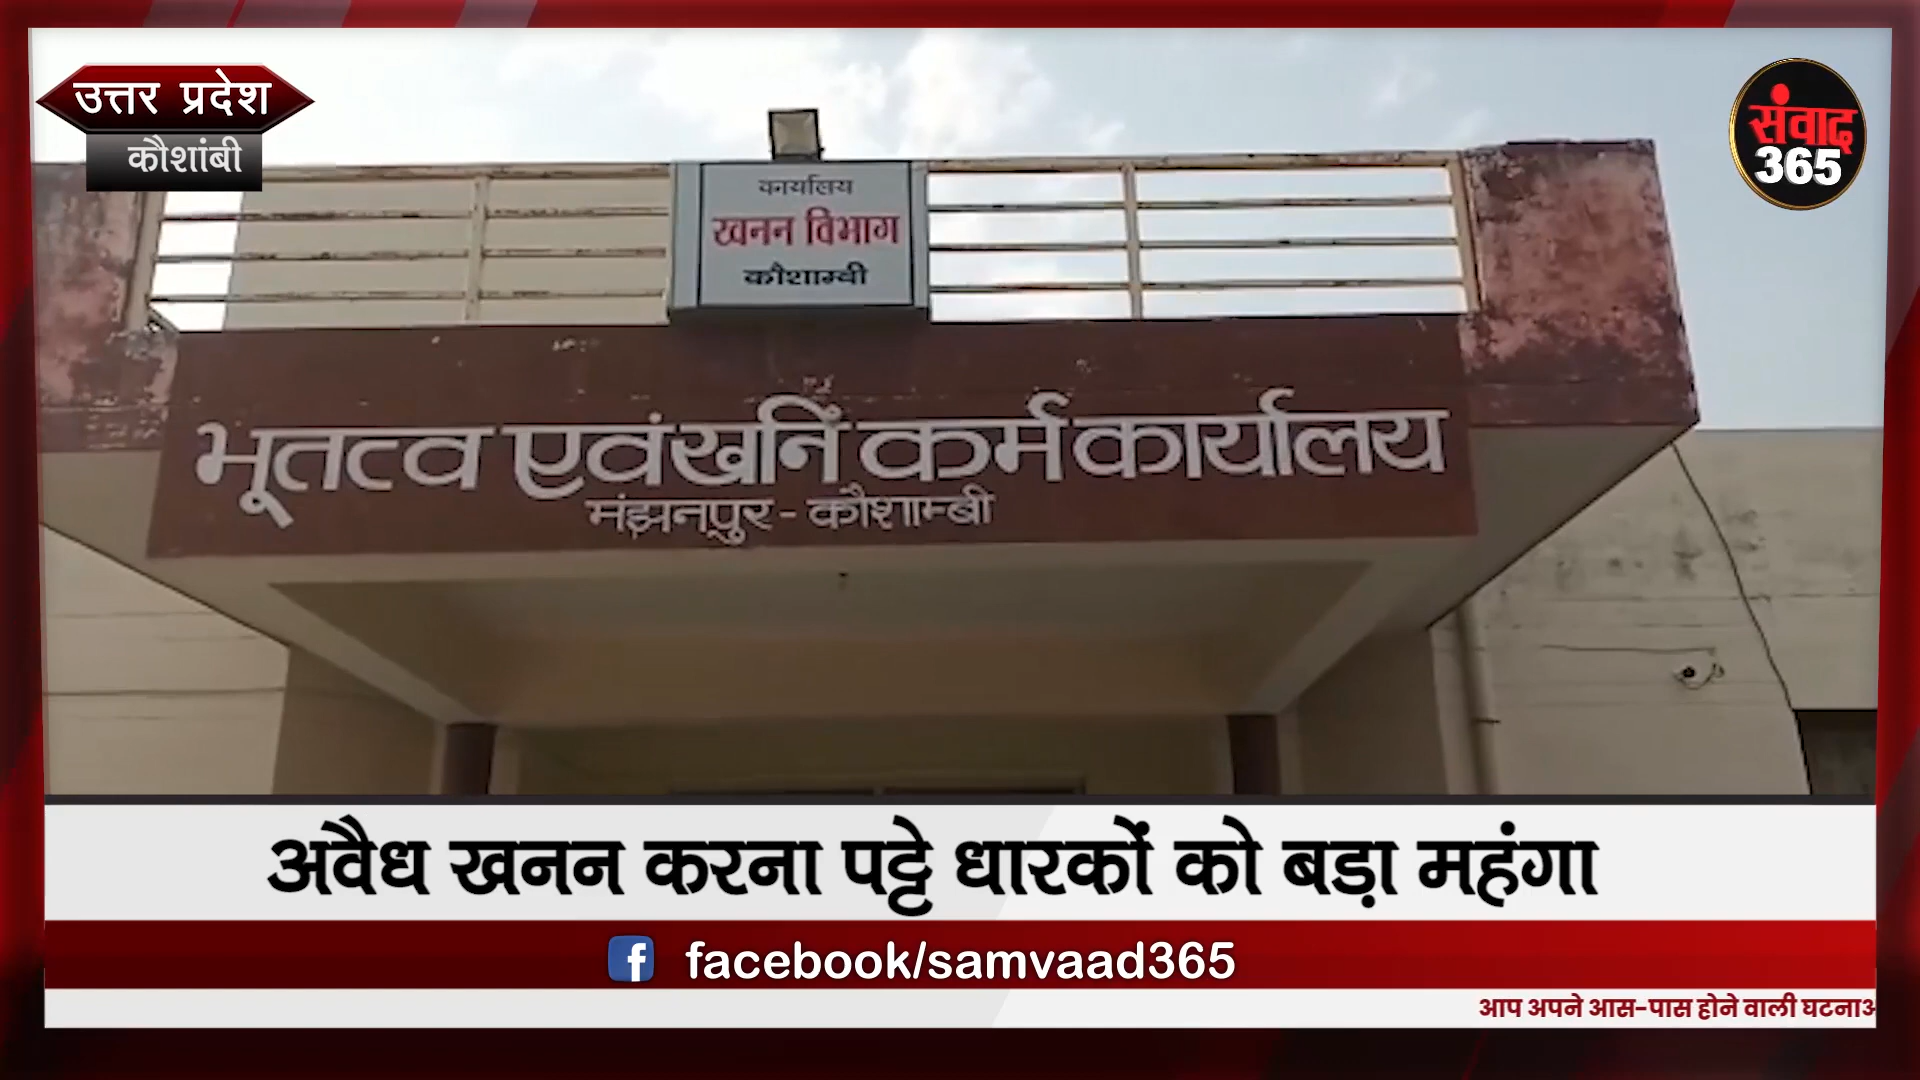 उत्तर प्रदेश
कौशांबी
संवाद
365
कार्यालय
खनन विभाग
कौशाम्बी
भूतत्व एवं खनिं कर्म कार्यालय
मंझनपुर - कौशाम्बी
अवैध खनन करना पट्टे धारकों को बड़ा महंगा
facebook/samvaad365
आप अपने आस-पास होने वाली घटनाअ